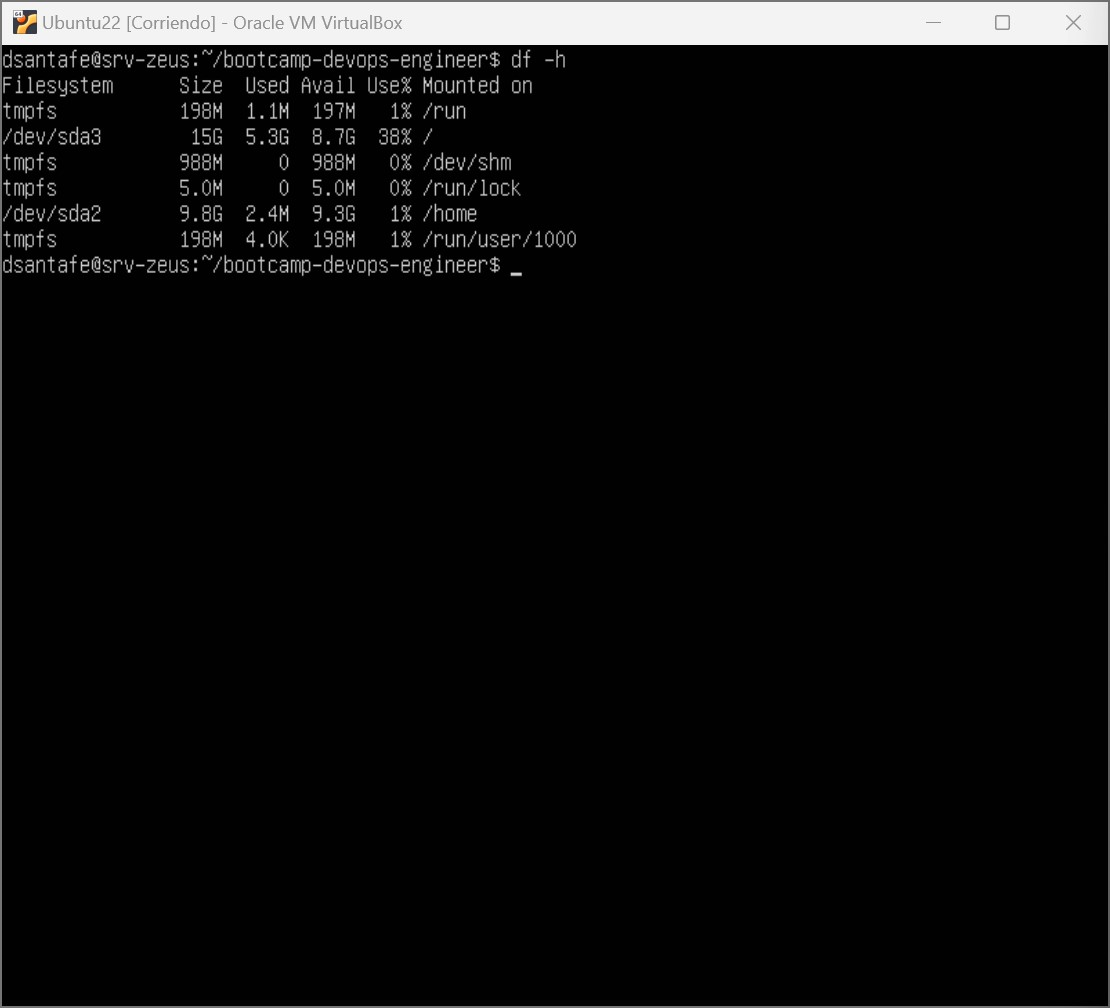 Ubuntu22 [Corriendo] - Oracle VM VirtualBox
dsantafe@srv-zeus:~/bootcamp-devops-engineer$ df -h
Filesystem      Size  Used Avail Use% Mounted on
tmpfs           198M  1.1M  197M   1% /run
/dev/sda3        15G  5.3G  8.7G  38% /
tmpfs           988M     0  988M   0% /dev/shm
tmpfs           5.0M     0  5.0M   0% /run/lock
/dev/sda2       9.8G  2.4M  9.3G   1% /home
tmpfs           198M  4.0K  198M   1% /run/user/1000
dsantafe@srv-zeus:~/bootcamp-devops-engineer$ _